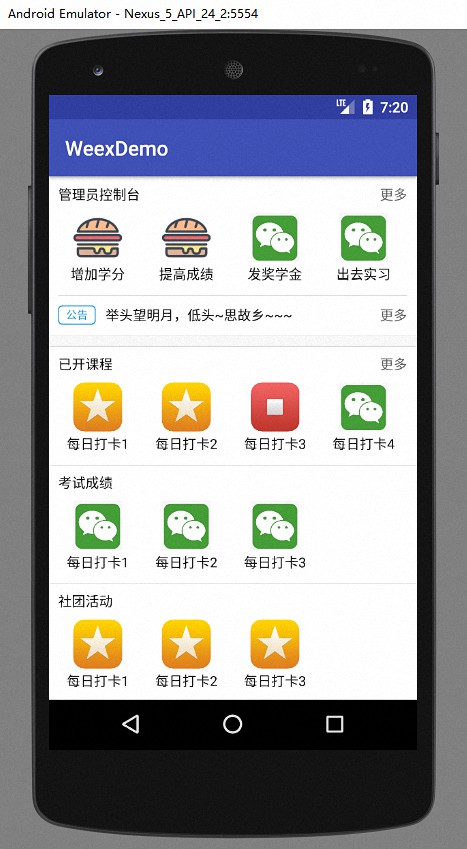 Android Emulator - Nexus_5_API_24_2:5554
LTE 7:20
WeexDemo
管理员控制台 更多
增加学分 提高成绩 发奖学金 出去实习
公告 举头望明月，低头~思故乡~~~ 更多
已开课程 更多
每日打卡1 每日打卡2 每日打卡3 每日打卡4
考试成绩
每日打卡1 每日打卡2 每日打卡3
社团活动
每日打卡1 每日打卡2 每日打卡3